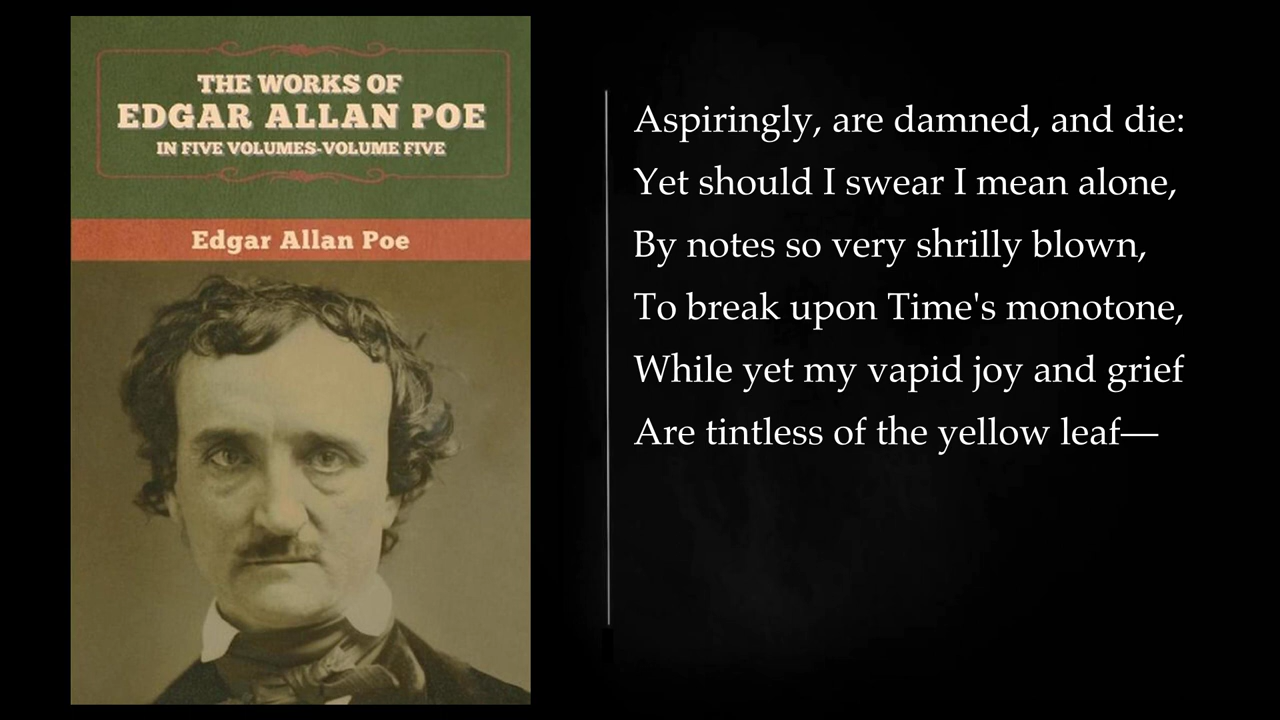 THE WORKS OF
EDGAR ALLAN POE
IN FIVE VOLUMES-VOLUME FIVE
Edgar Allan Poe
Aspiringly, are damned, and die:
Yet should I swear I mean alone,
By notes so very shrilly blown,
To break upon Time's monotone,
While yet my vapid joy and grief
Are tintless of the yellow leaf—